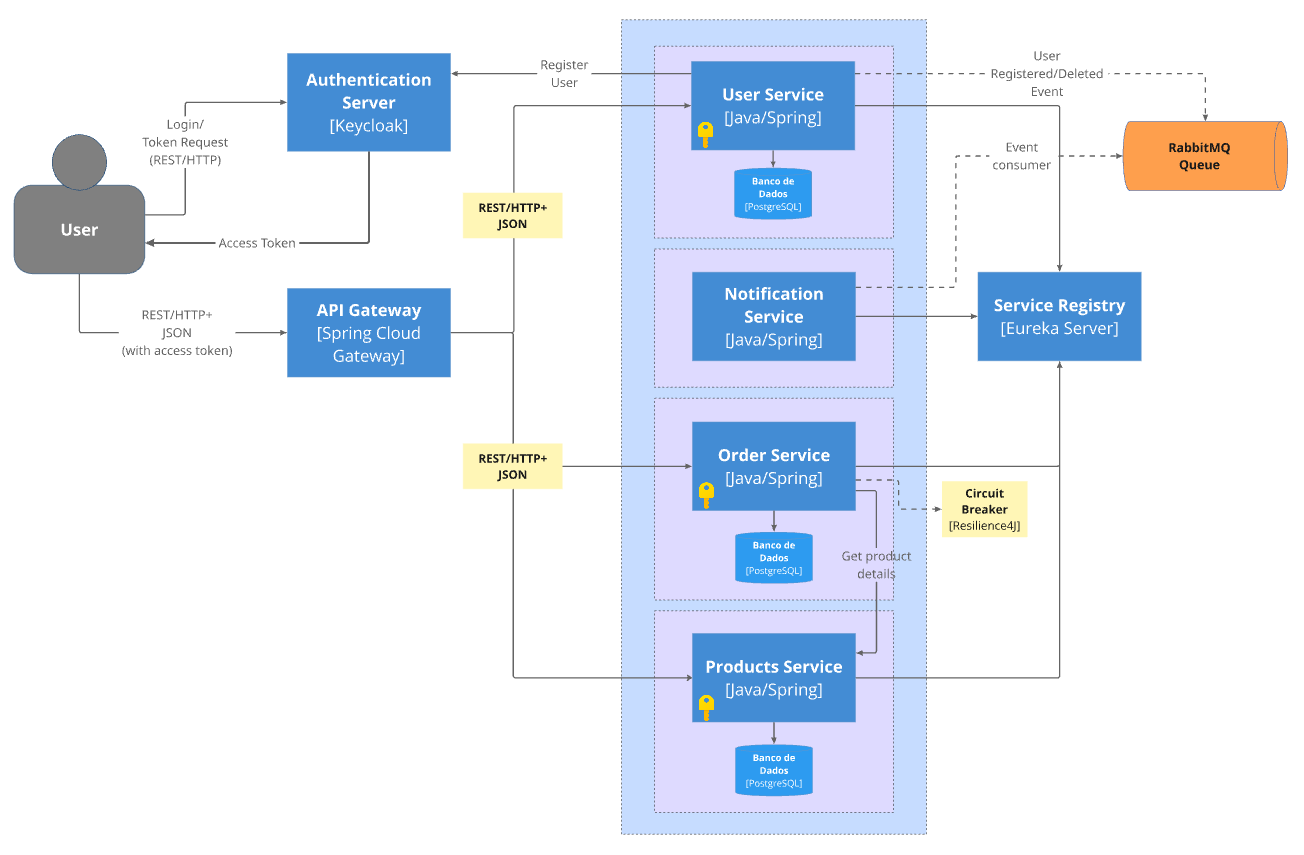 Authentication
Server
[Keycloak]
Register
User
User Service
[Java/Spring]
User
Registered/Deleted
Event
RabbitMQ
Queue
Event
consumer
Login/
Token Request
(REST/HTTP)
User
Access Token
REST/HTTP+
JSON
Banco de
Dados
[PostgreSQL]
REST/HTTP+
JSON
(with access token)
API Gateway
[Spring Cloud
Gateway]
Notification
Service
[Java/Spring]
Service Registry
[Eureka Server]
REST/HTTP+
JSON
Order Service
[Java/Spring]
Circuit
Breaker
[Resilience4J]
Banco de
Dados
[PostgreSQL]
Get product
details
Products Service
[Java/Spring]
Banco de
Dados
[PostgreSQL]